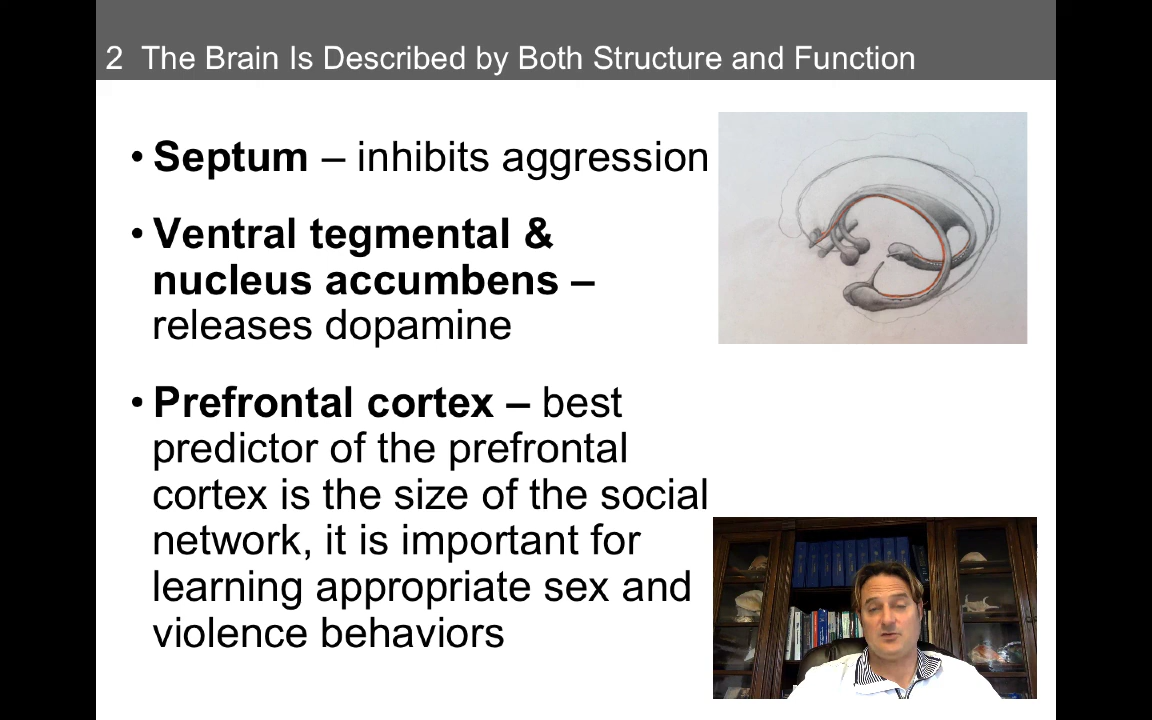 2 The Brain Is Described by Both Structure and Function
• Septum – inhibits aggression
• Ventral tegmental &
nucleus accumbens –
releases dopamine
• Prefrontal cortex – best
predictor of the prefrontal
cortex is the size of the social
network, it is important for
learning appropriate sex and
violence behaviors